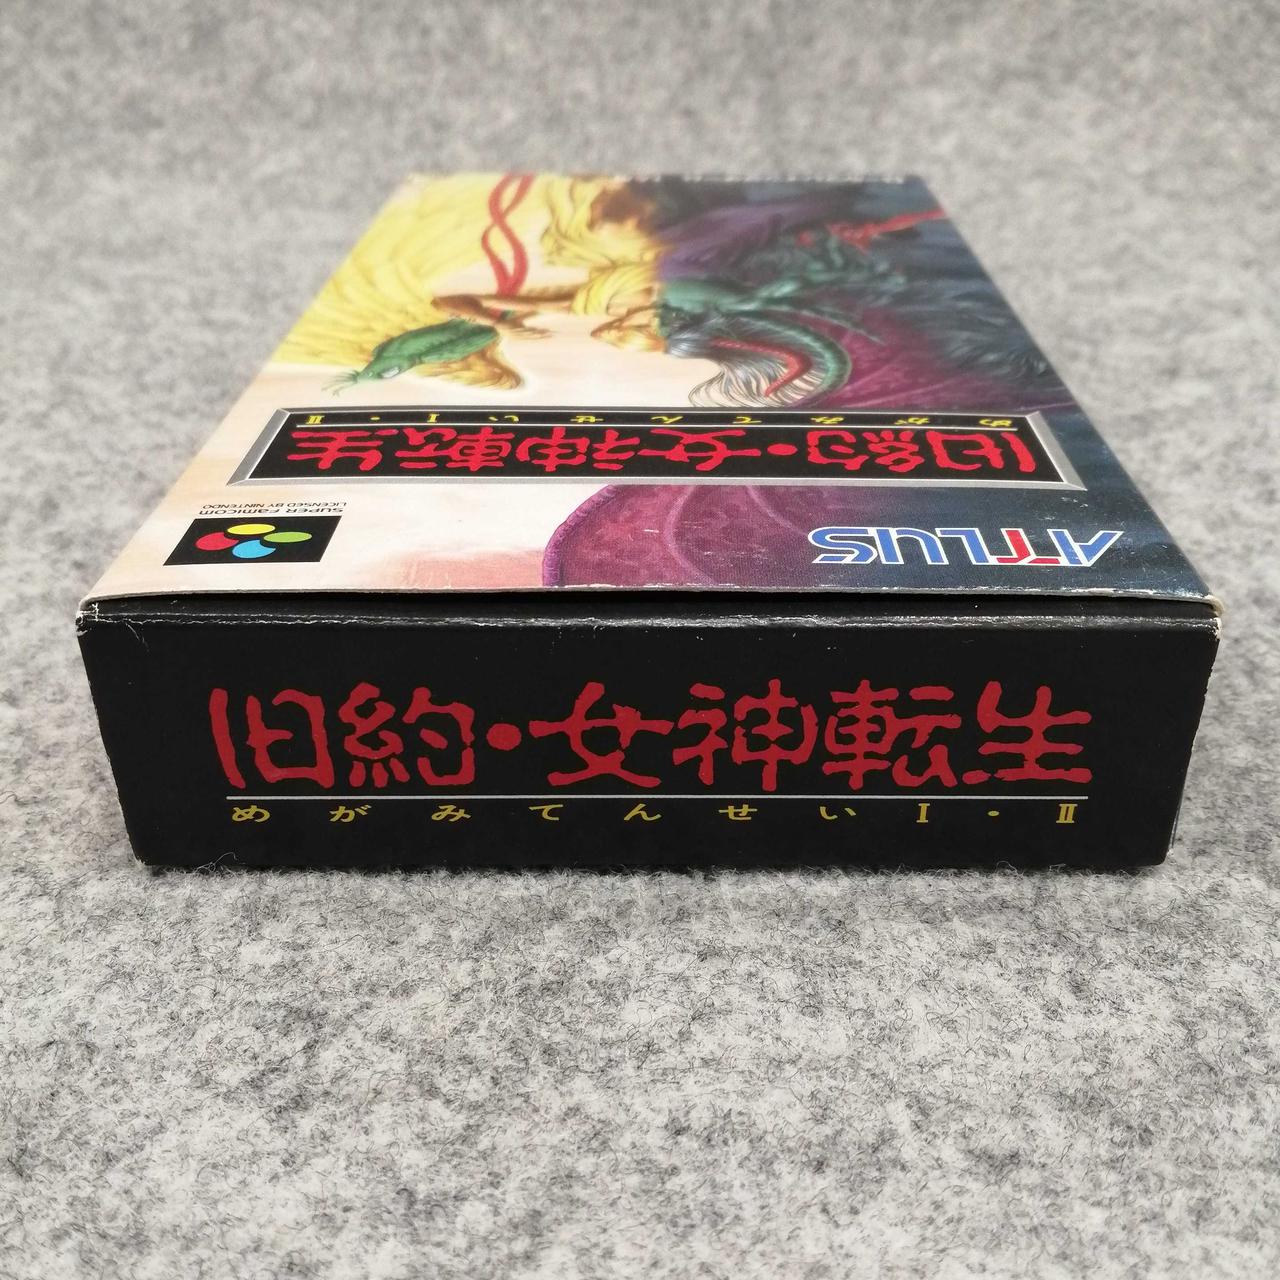 めがみてんせいI・II
旧約・女神転生
SUPER FAMICOM
LICENSED BY NINTENDO
ATLUS
旧約・女神転生
めがみてんせいI・II